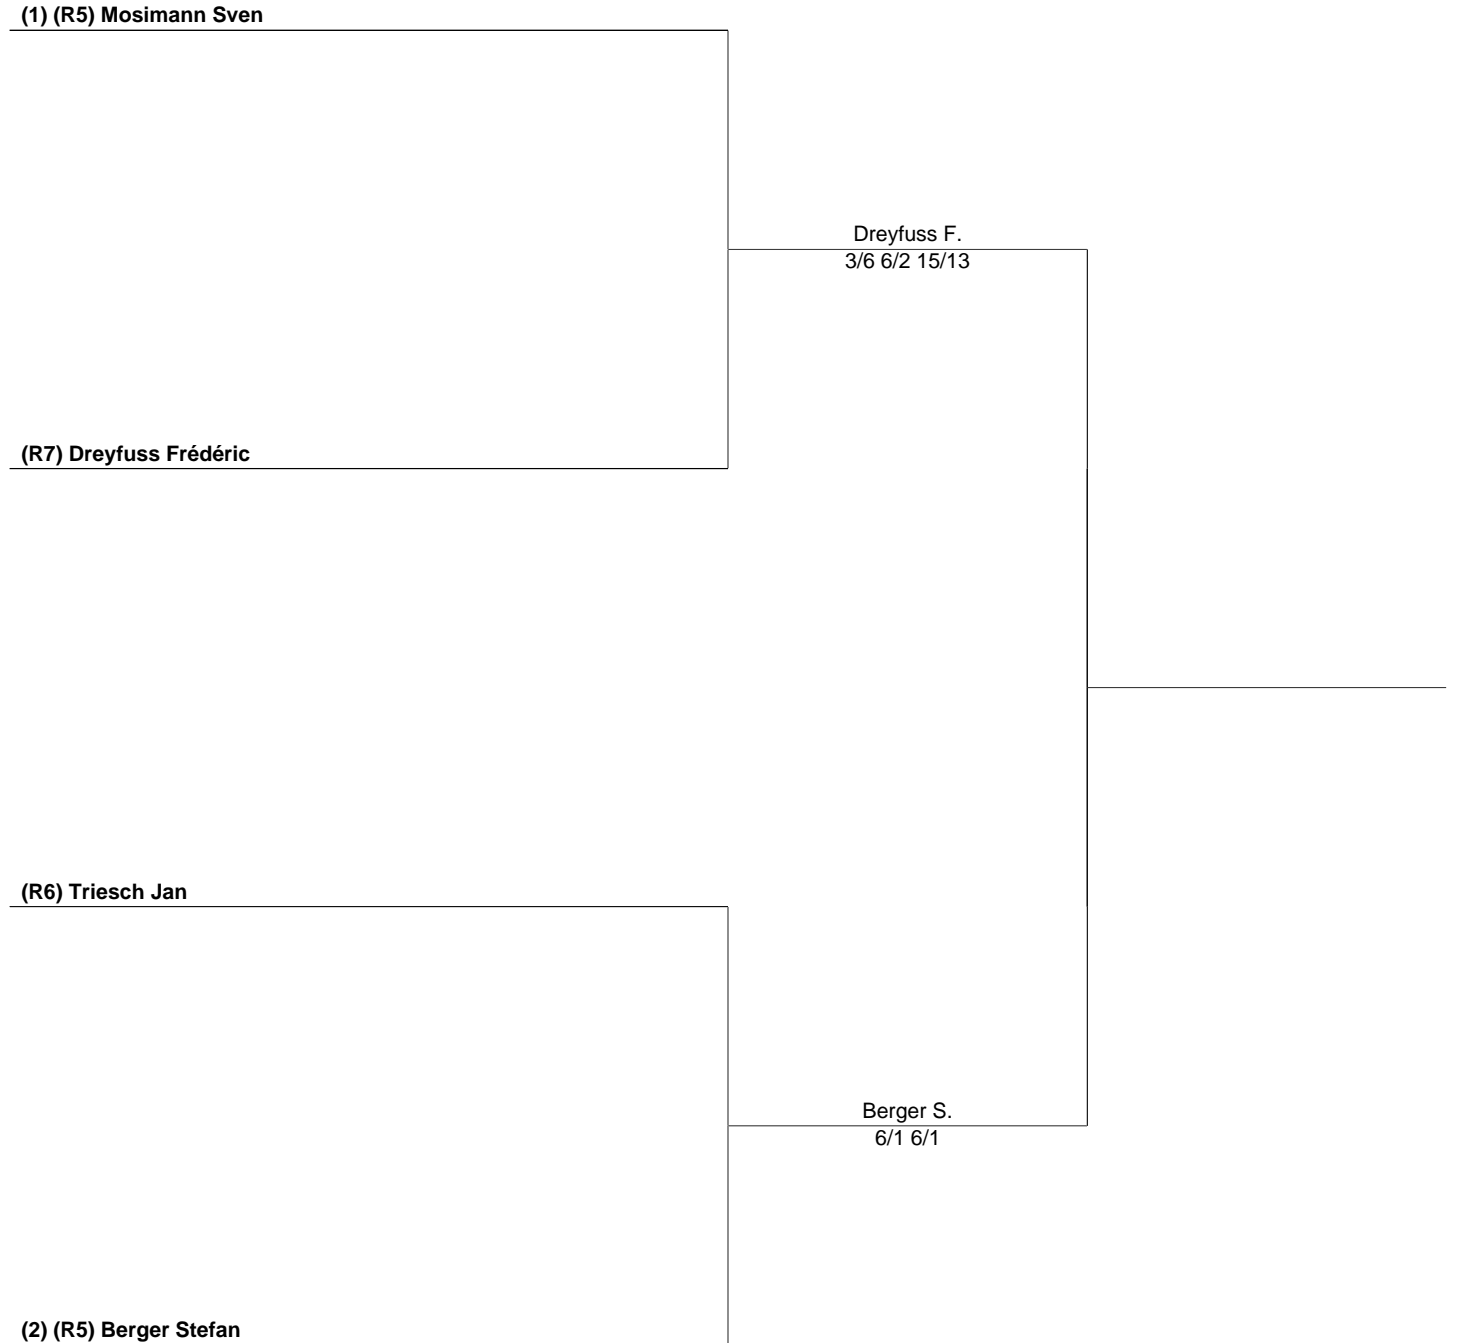 (1) (R5) Mosimann Sven
Dreyfuss F.
3/6 6/2 15/13
(R7) Dreyfuss Frédéric
(R6) Triesch Jan
Berger S.
6/1 6/1
(2) (R5) Berger Stefan